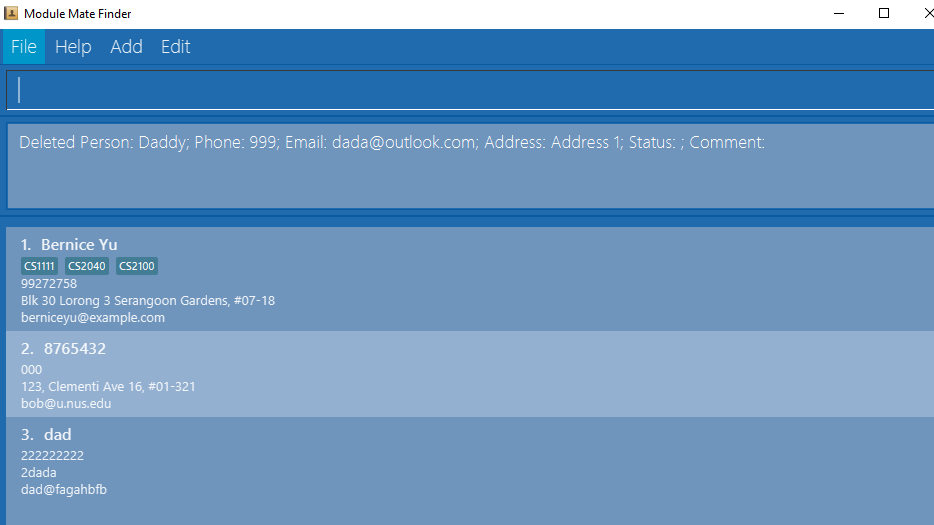 Module Mate Finder
File Help Add Edit
Deleted Person: Daddy; Phone: 999; Email: dada@outlook.com; Address: Address 1; Status: ; Comment:
1. Bernice Yu
CS1111 CS2040 CS2100
99272758
Blk 30 Lorong 3 Serangoon Gardens, #07-18
berniceyu@example.com
2. 8765432
000
123, Clementi Ave 16, #01-321
bob@u.nus.edu
3. dad
222222222
2dada
dad@fagahbfb